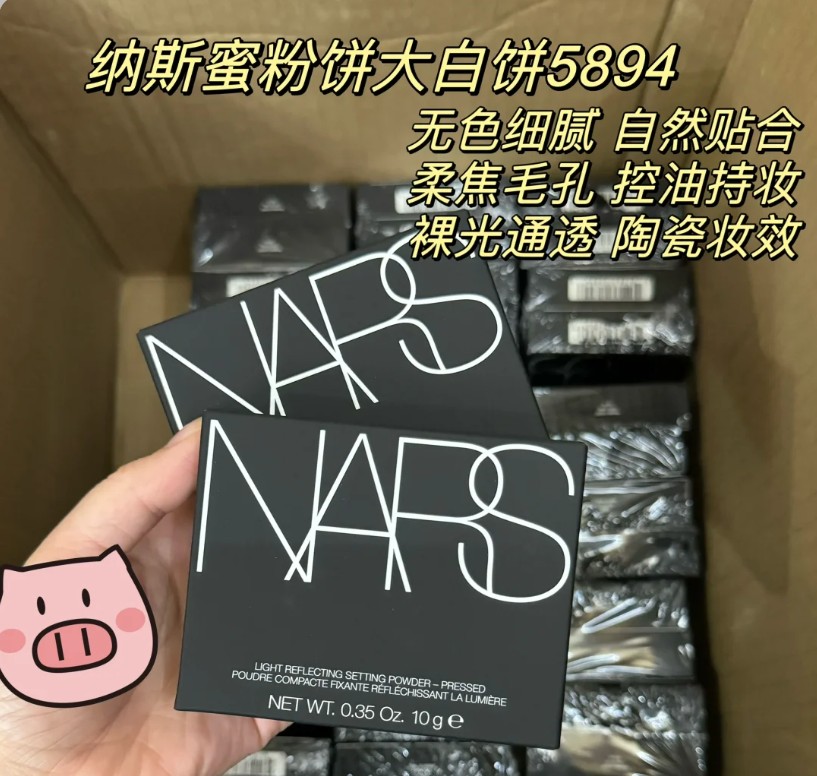 纳斯蜜粉饼大白饼5894
无色细腻 自然贴合
柔焦毛孔 控油持妆
裸光通透 陶瓷妆效
NARS
NARS
LIGHT REFLECTING SETTING POWDER – PRESSED
POUDRE COMPACTE FIXANTE RÉFLÉCHISSANT LA LUMIÈRE
NET WT. 0.35 Oz. 10 g e